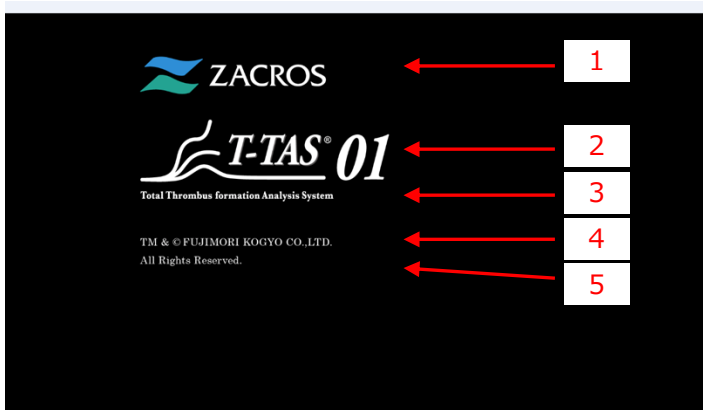 ZACROS
1
T-TAS® 01
2
Total Thrombus formation Analysis System
3
TM & © FUJIMORI KOGYO CO.,LTD.
4
All Rights Reserved.
5